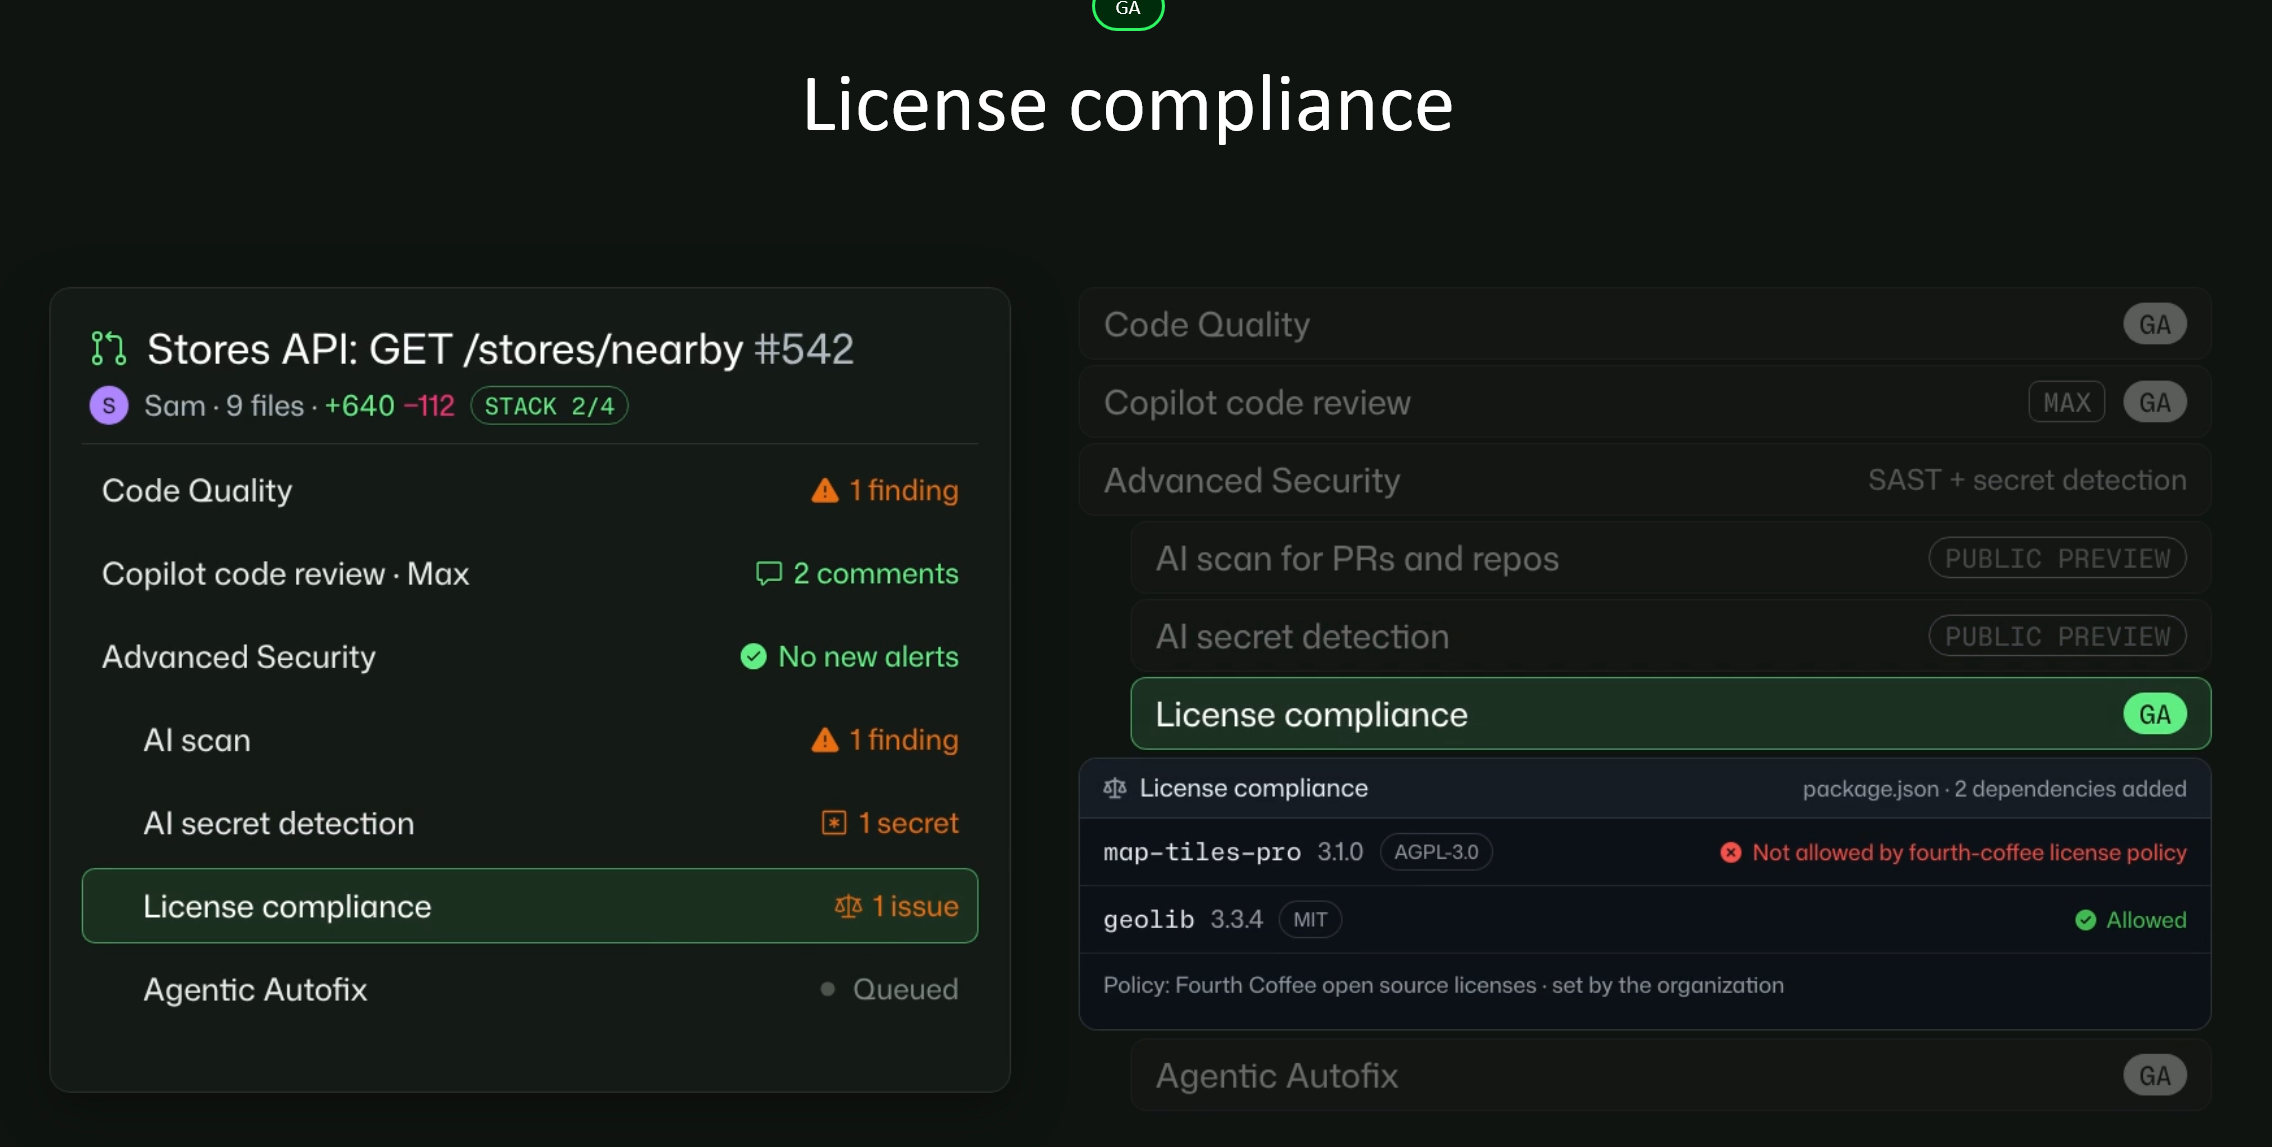 GA
License compliance
Stores API: GET /stores/nearby #542
S Sam · 9 files · +640 −112 STACK 2/4
Code Quality 1 finding
Copilot code review · Max 2 comments
Advanced Security No new alerts
AI scan 1 finding
AI secret detection 1 secret
License compliance 1 issue
Agentic Autofix Queued
Code Quality GA
Copilot code review MAX GA
Advanced Security SAST + secret detection
AI scan for PRs and repos PUBLIC PREVIEW
AI secret detection PUBLIC PREVIEW
License compliance GA
License compliance package.json · 2 dependencies added
map-tiles-pro 3.1.0 AGPL-3.0 Not allowed by fourth-coffee license policy
geolib 3.3.4 MIT Allowed
Policy: Fourth Coffee open source licenses · set by the organization
Agentic Autofix GA